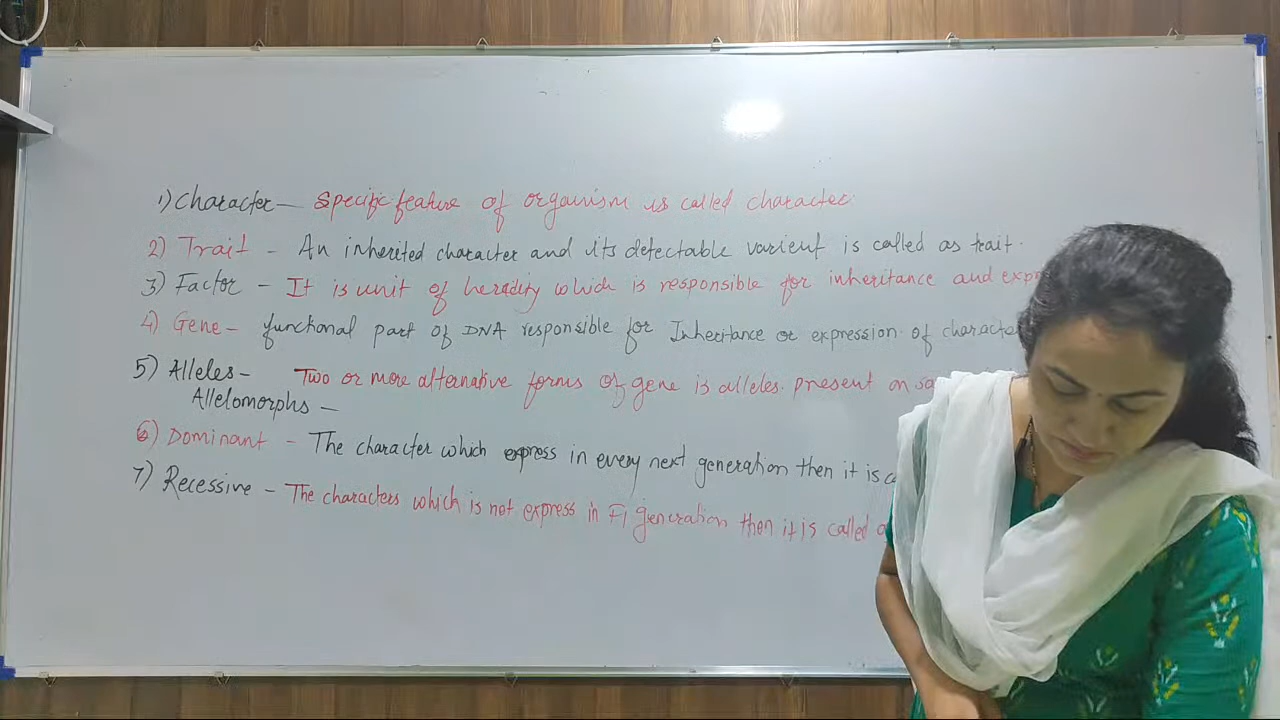 1) Character — Specific feature of organism is called character.
2) Trait - An inherited character and its detectable varient is called as trait.
3) Factor - It is unit of heradity which is responsible for inheritance and
4) Gene - functional part of DNA responsible for Inheritance or expression of
5) Alleles - Two or more alternative forms of gene is alleles. present on
Allelomorphs -
6) Dominant - The character which express in every next generation then it is
7) Recessive - The characters which is not express in F1 generation then it is called